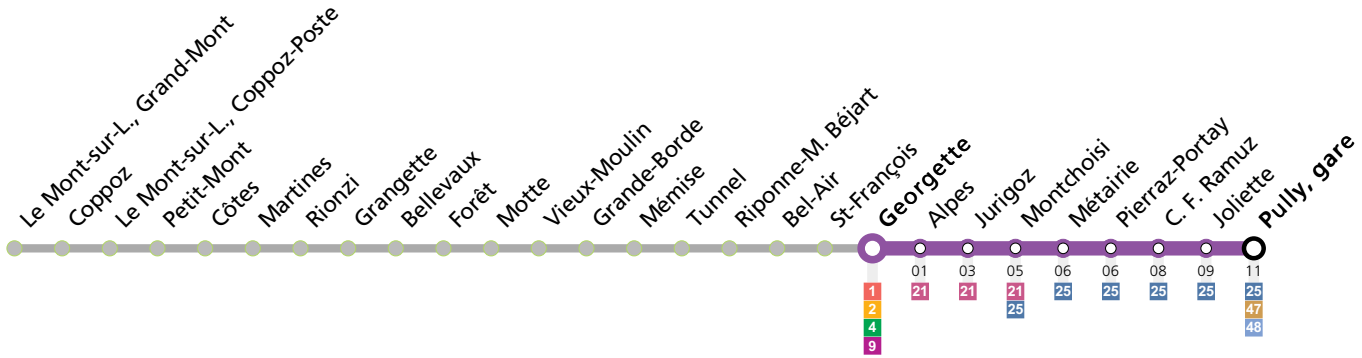 Le Mont-sur-L., Grand-Mont
Coppoz
Le Mont-sur-L., Coppoz-Poste
Petit-Mont
Côtes
Martines
Rionzi
Grangette
Bellevaux
Forêt
Motte
Vieux-Moulin
Grande-Borde
Mémise
Tunnel
Riponne-M. Béjart
Bel-Air
St-François
Georgette
Alpes
Jurigoz
Montchoisi
Métairie
Pierraz-Portay
C. F. Ramuz
Joliette
Pully, gare
01 03 05 06 06 08 09 11
1 21 21 21 25 25 25 25 25
2 25 47
4 48
9